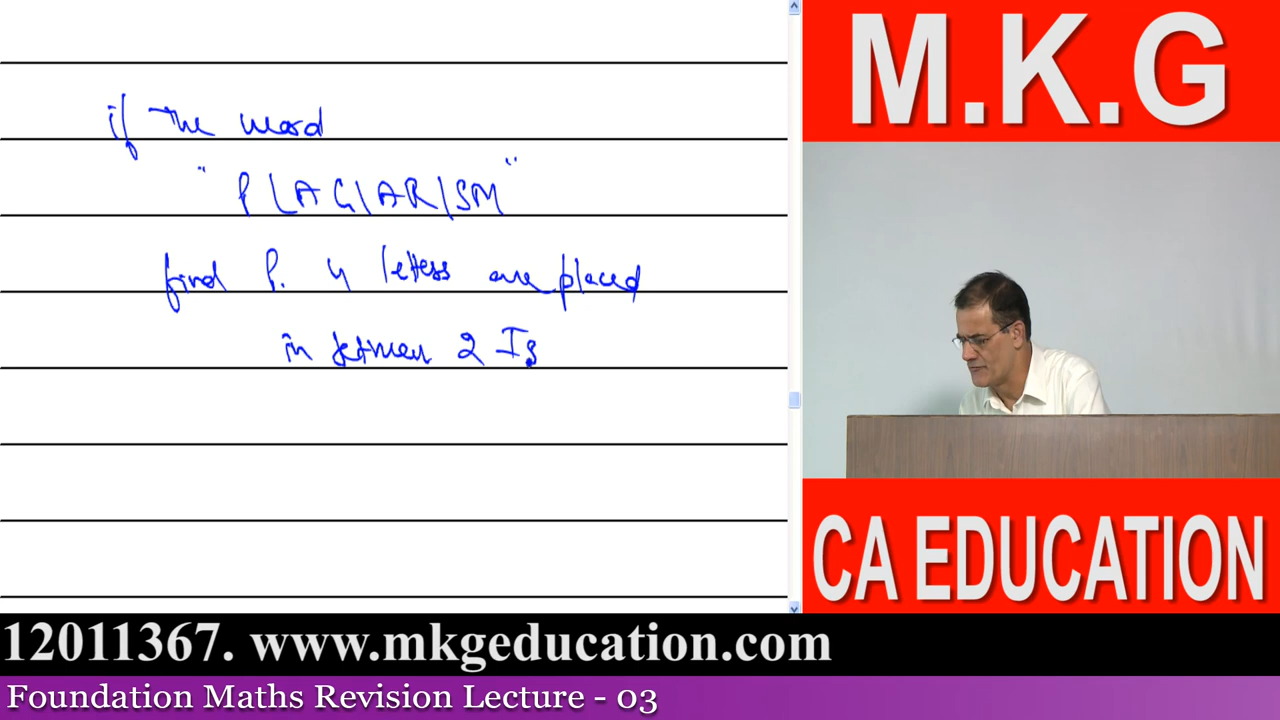 if the word
" PLAGIARISM "
find P. 4 letters are placed
in between 2 Is
M.K.G
CA EDUCATION
12011367. www.mkgeducation.com
Foundation Maths Revision Lecture - 03